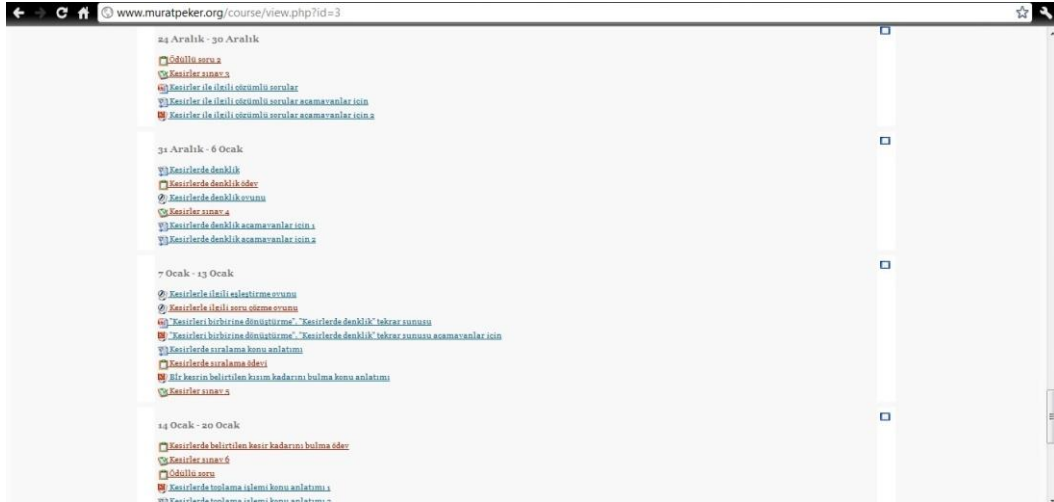 www.muratpeker.org/course/view.php?id=3
24 Aralık - 30 Aralık
Ödüllü soru 2
Kesirler sınav 3
Kesirler ile ilgili çözümlü sorular
Kesirler ile ilgili çözümlü sorular açamayanlar için
Kesirler ile ilgili çözümlü sorular açamayanlar için 2
31 Aralık - 6 Ocak
Kesirlerde denklik
Kesirlerde denklik ödev
Kesirlerde denklik oyunu
Kesirler sınav 4
Kesirlerde denklik açamayanlar için 1
Kesirlerde denklik açamayanlar için 2
7 Ocak - 13 Ocak
Kesirlerle ilgili eşleştirme oyunu
Kesirlerle ilgili soru çözme oyunu
"Kesirleri birbirine dönüştürme", "Kesirlerde denklik" tekrar sunusu
"Kesirleri birbirine dönüştürme", "Kesirlerde denklik" tekrar sunusu açamayanlar için
Kesirlerde sıralama konu anlatımı
Kesirlerde sıralama ödevi
BIr kesrin belirtilen kısım kadarını bulma konu anlatımı
Kesirler sınav 5
14 Ocak - 20 Ocak
Kesirlerde belirtilen kesir kadarını bulma ödev
Kesirler sınav 6
Ödüllü soru
Kesirlerde toplama işlemi konu anlatımı 1
Kesirlerde toplama işlemi konu anlatımı 2